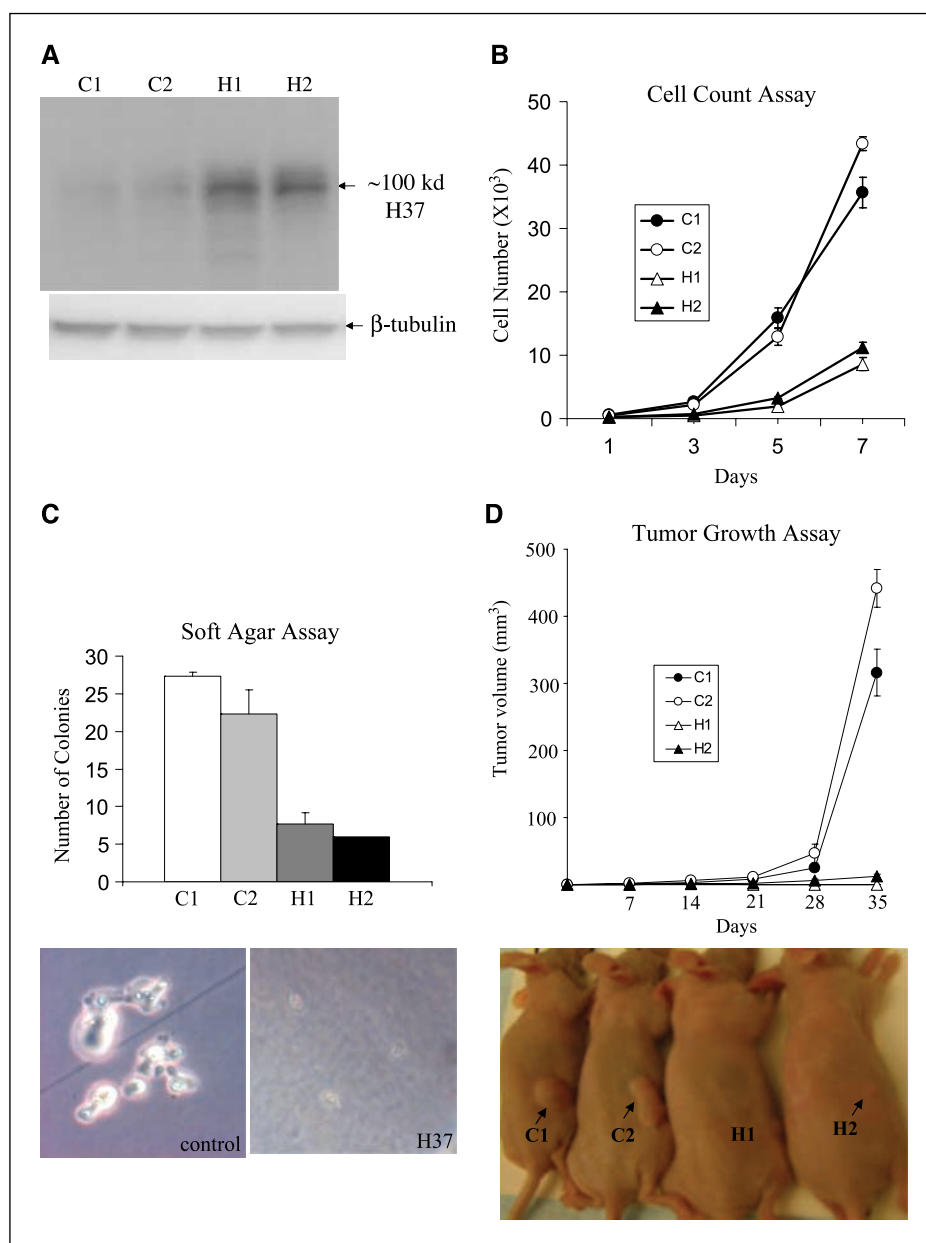 A
C1 C2 H1 H2
~100 kd
H37
β-tubulin
B
Cell Count Assay
50
40
30
20
10
0
Cell Number (X10³)
C1
C2
H1
H2
1 3 5 7
Days
C
Soft Agar Assay
30
25
20
15
10
5
0
Number of Colonies
C1 C2 H1 H2
control
H37
D
Tumor Growth Assay
500
400
300
200
100
Tumor volume (mm³)
C1
C2
H1
H2
7 14 21 28 35
Days
C1 C2 H1 H2